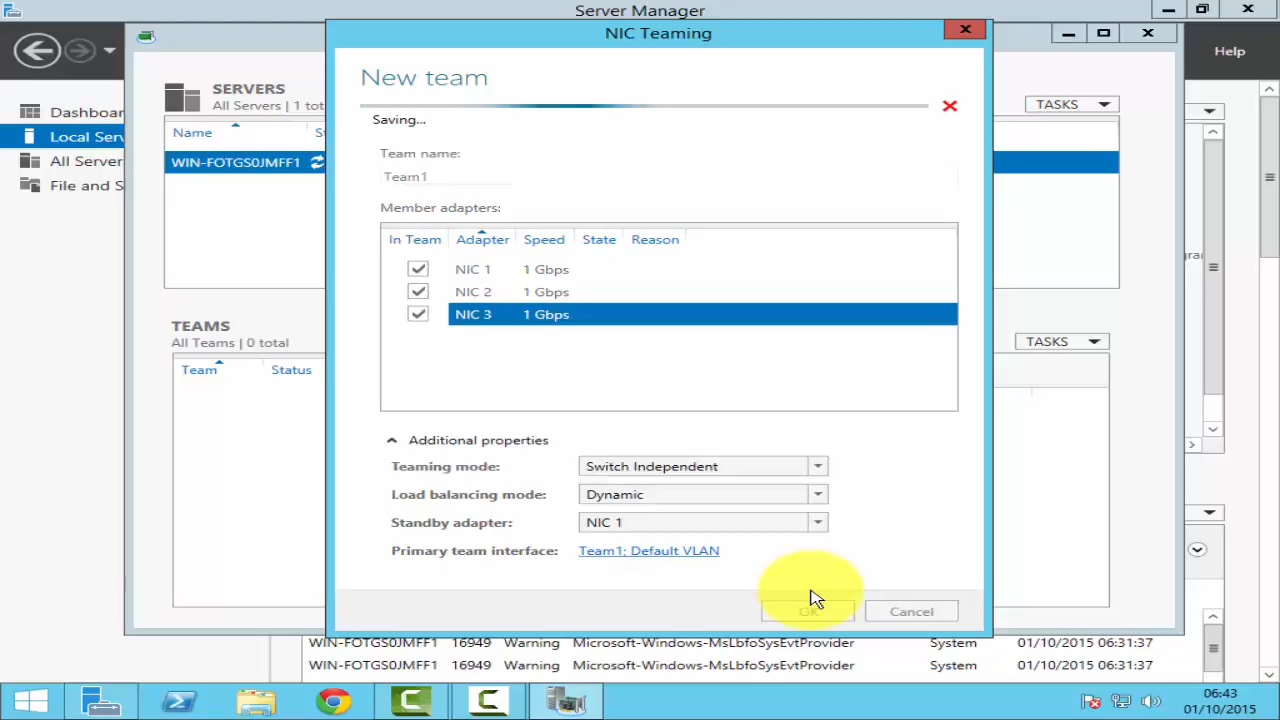 Server Manager
NIC Teaming
Help
New team
SERVERS
All Servers | 1 tot
TASKS
Saving...
Dashboar
Local Serv
All Server
File and S
Name
WIN-FOTGS0JMFF1
Team name:
Team1
Member adapters:
In Team Adapter Speed State Reason
NIC 1 1 Gbps
NIC 2 1 Gbps
NIC 3 1 Gbps
TEAMS
All Teams | 0 total
TASKS
Team Status
Additional properties
Teaming mode: Switch Independent
Load balancing mode: Dynamic
Standby adapter: NIC 1
Primary team interface: Team1; Default VLAN
OK Cancel
WIN-FOTGS0JMFF1 16949 Warning Microsoft-Windows-MsLbfoSysEvtProvider System 01/10/2015 06:31:37
WIN-FOTGS0JMFF1 16949 Warning Microsoft-Windows-MsLbfoSysEvtProvider System 01/10/2015 06:31:37
06:43
01/10/2015